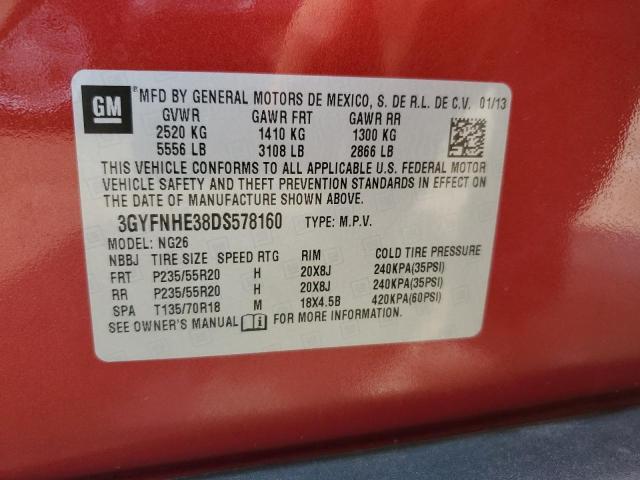 GM ® MFD BY GENERAL MOTORS DE MEXICO, S. DE R.L. DE C.V. 01/13
GVWR GAWR FRT GAWR RR
2520 KG 1410 KG 1300 KG
5556 LB 3108 LB 2866 LB
THIS VEHICLE CONFORMS TO ALL APPLICABLE U.S. FEDERAL MOTOR
VEHICLE SAFETY AND THEFT PREVENTION STANDARDS IN EFFECT ON
THE DATE OF MANUFACTURE SHOWN ABOVE.
3GYFNHE38DS578160 TYPE: M.P.V.
MODEL: NG26
NBBJ TIRE SIZE SPEED RTG RIM COLD TIRE PRESSURE
FRT P235/55R20 H 20X8J 240KPA(35PSI)
RR P235/55R20 H 20X8J 240KPA(35PSI)
SPA T135/70R18 M 18X4.5B 420KPA(60PSI)
SEE OWNER'S MANUAL FOR MORE INFORMATION.